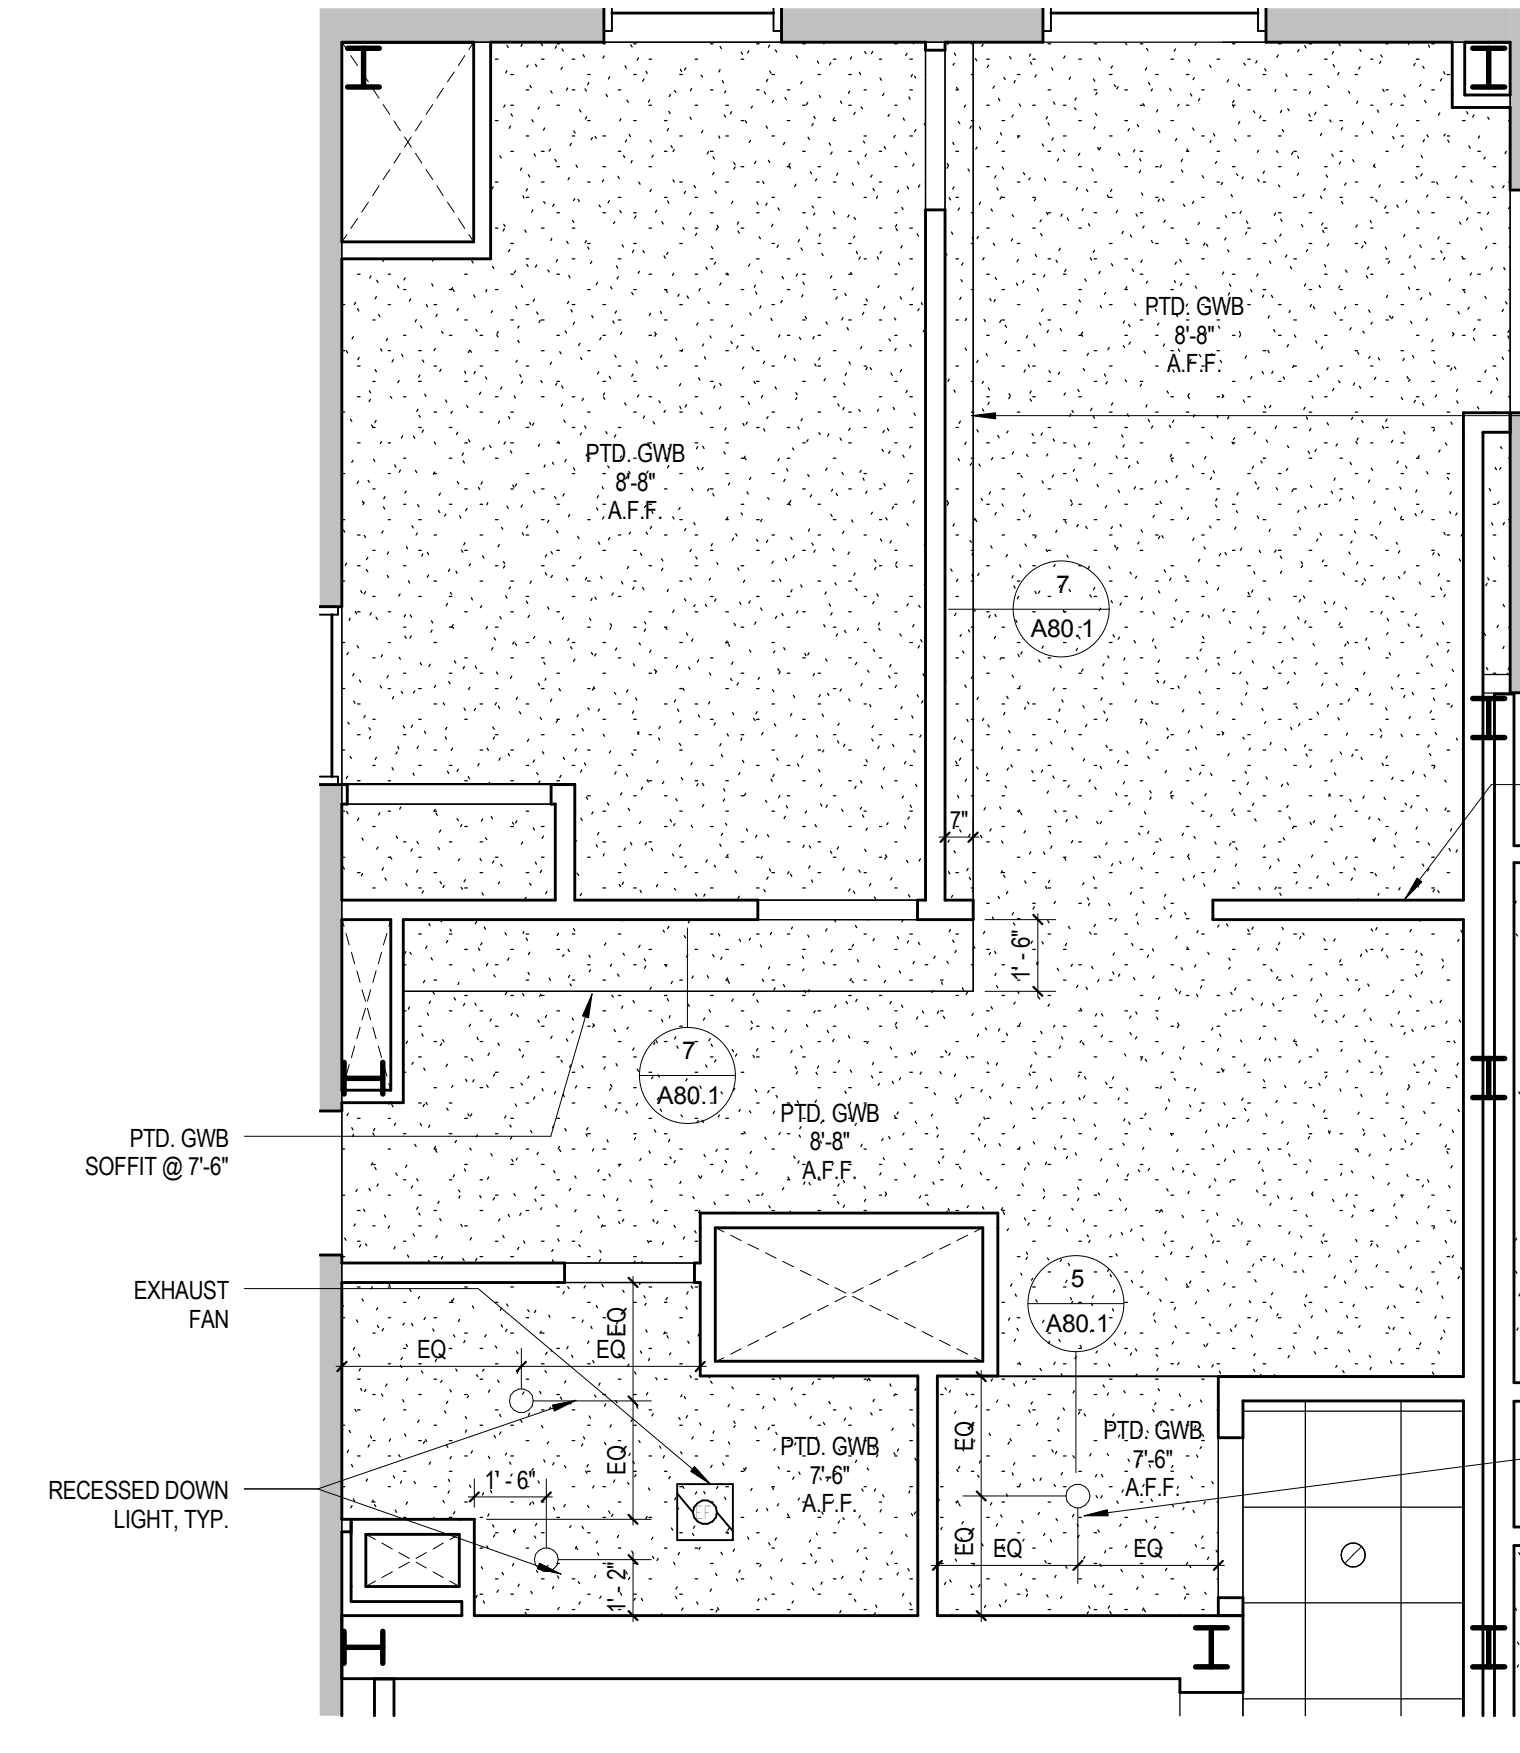 PTD. GWB
8'-8"
A.F.F.
PTD. GWB
8'-8"
A.F.F.
7
A80.1
7"
1' - 6"
7
A80.1
PTD. GWB
8'-8"
A.F.F.
PTD. GWB
SOFFIT @ 7'-6"
EXHAUST
FAN
5
A80.1
EQ
EQ
EQ
EQ
1' - 6"
1' - 2"
PTD. GWB
7'-6"
A.F.F.
EQ
EQ
EQ
EQ
PTD. GWB
7'-6"
A.F.F.
RECESSED DOWN
LIGHT, TYP.